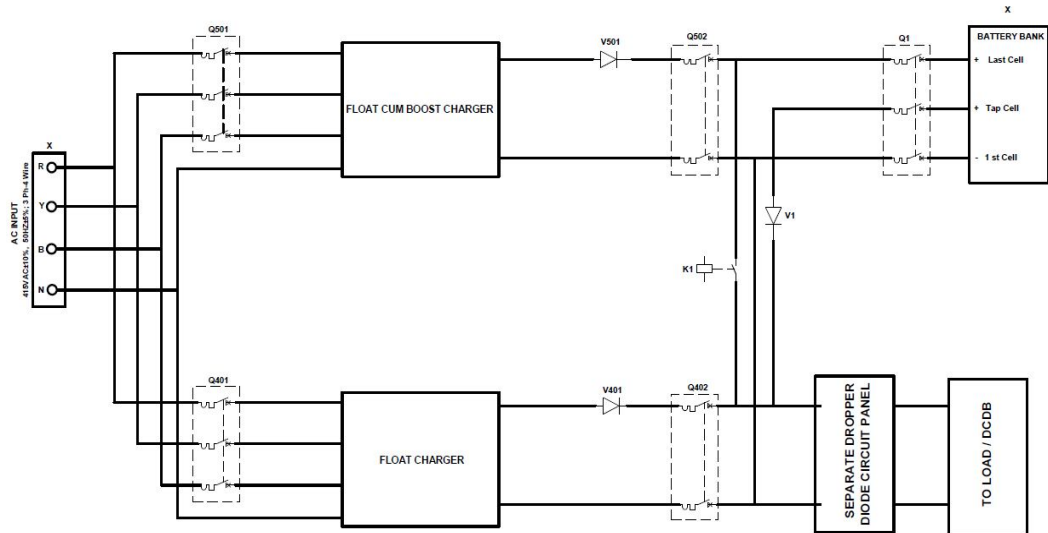 X
Q501
V501
Q502
Q1
BATTERY BANK
+ Last Cell
FLOAT CUM BOOST CHARGER
+ Tap Cell
- 1 st Cell
X
AC INPUT
415V AC±10%, 50HZ±5%; 3 Ph-4 Wire
R
Y
B
N
V1
K1
Q401
V401
Q402
FLOAT CHARGER
SEPARATE DROPPER
DIODE CIRCUIT PANEL
TO LOAD / DCDB